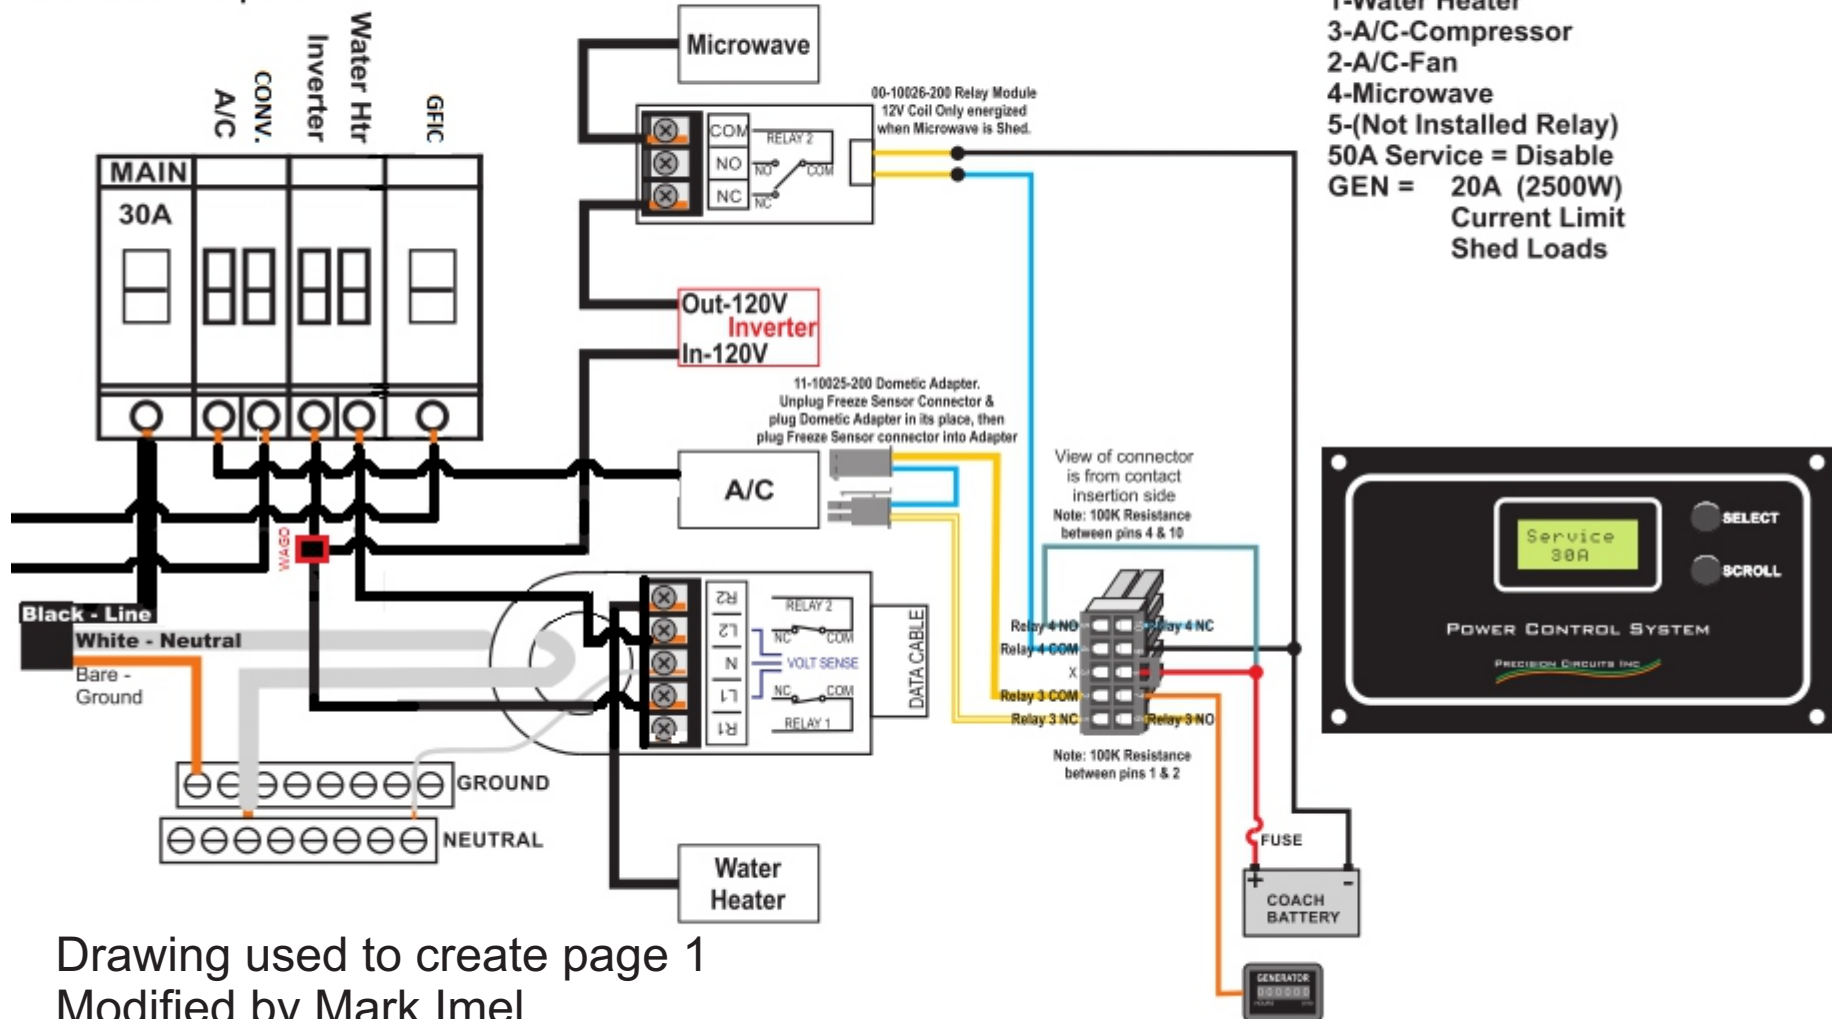 1-Water Heater
3-A/C-Compressor
2-A/C-Fan
4-Microwave
5-(Not Installed Relay)
50A Service = Disable
GEN = 20A (2500W)
Current Limit
Shed Loads
A/C
CONV.
Inverter
Water Htr
GFIC
MAIN
30A
Microwave
00-10026-200 Relay Module
12V Coil Only energized
when Microwave is Shed.
COM
NO
NC
RELAY 2
NO
COM
NC
Out-120V
Inverter
In-120V
11-10025-200 Dometic Adapter.
Unplug Freeze Sensor Connector &
plug Dometic Adapter in its place, then
plug Freeze Sensor connector into Adapter
A/C
View of connector
is from contact
insertion side
Note: 100K Resistance
between pins 4 & 10
WAGO
Black - Line
White - Neutral
Bare -
Ground
R2
L2
N
L1
R1
RELAY 2
NC
COM
VOLT SENSE
NC
COM
RELAY 1
DATA CABLE
Relay 4 NO
Relay 4 NC
Relay 4 COM
X
Relay 3 COM
Relay 3 NC
Relay 3 NO
Note: 100K Resistance
between pins 1 & 2
Service
30A
SELECT
SCROLL
POWER CONTROL SYSTEM
PRECISION CIRCUITS INC
GROUND
NEUTRAL
Water
Heater
FUSE
+ -
COACH
BATTERY
GENERATOR
000000
HOURS
Drawing used to create page 1
Modified by Mark Imel